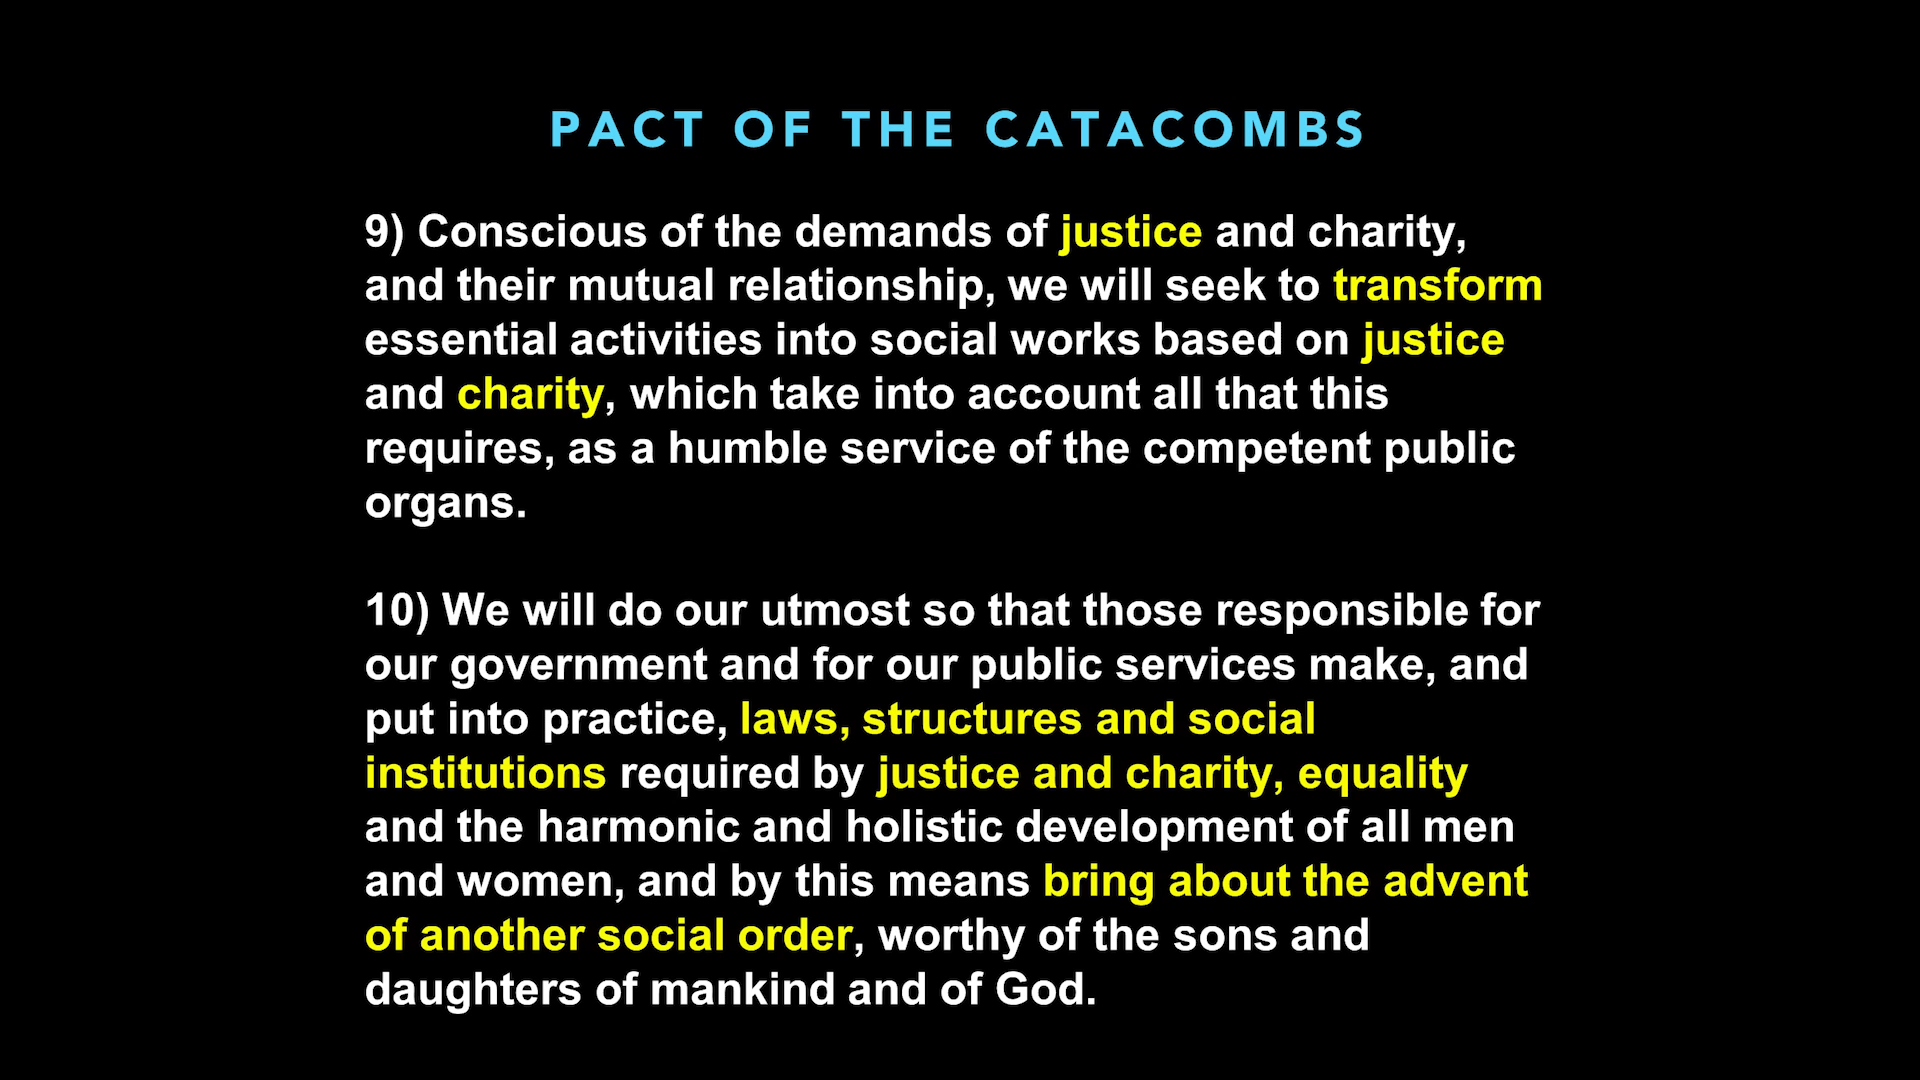 PACT OF THE CATACOMBS
9) Conscious of the demands of justice and charity,
and their mutual relationship, we will seek to transform
essential activities into social works based on justice
and charity, which take into account all that this
requires, as a humble service of the competent public
organs.
10) We will do our utmost so that those responsible for
our government and for our public services make, and
put into practice, laws, structures and social
institutions required by justice and charity, equality
and the harmonic and holistic development of all men
and women, and by this means bring about the advent
of another social order, worthy of the sons and
daughters of mankind and of God.